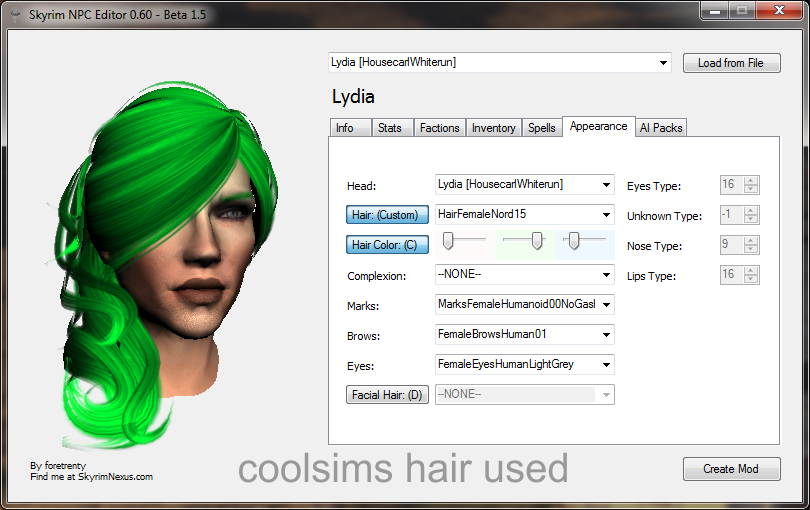 Skyrim NPC Editor 0.60 - Beta 1.5
Lydia [HousecarlWhiterun]
Load from File
Lydia
Info Stats Factions Inventory Spells Appearance AI Packs
Head: Lydia [HousecarlWhiterun] Eyes Type: 16
Hair: (Custom) HairFemaleNord15 Unknown Type: -1
Hair Color: (C) Nose Type: 9
Complexion: --NONE-- Lips Type: 16
Marks: MarksFemaleHumanoid00NoGash
Brows: FemaleBrowsHuman01
Eyes: FemaleEyesHumanLightGrey
Facial Hair: (D) --NONE--
By foretrenty
Find me at SkyrimNexus.com
coolsims hair used
Create Mod